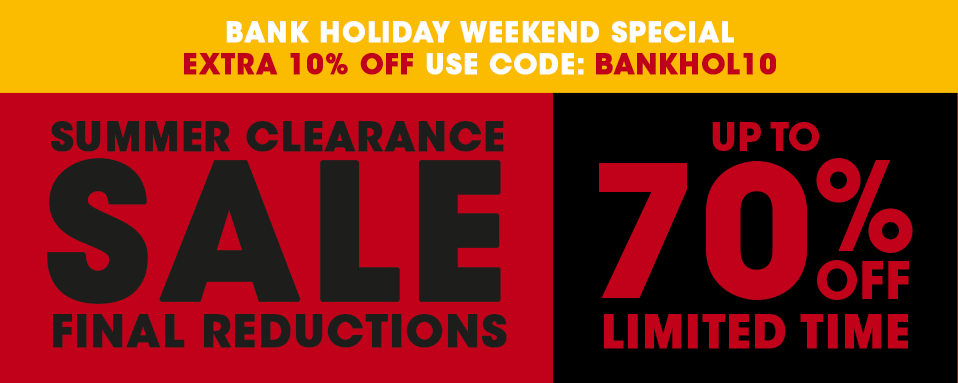 BANK HOLIDAY WEEKEND SPECIAL
EXTRA 10% OFF USE CODE: BANKHOL10
SUMMER CLEARANCE
SALE
FINAL REDUCTIONS
UP TO
70%
OFF
LIMITED TIME